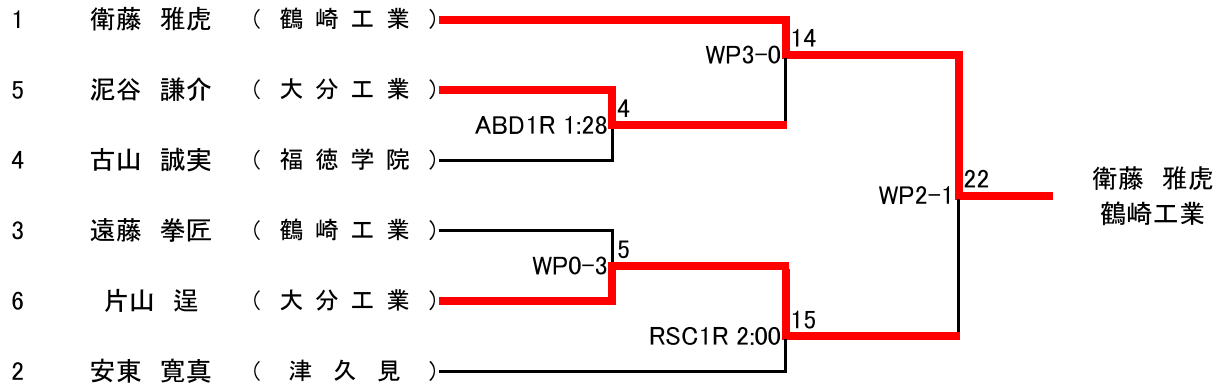 1 衛藤 雅虎 ( 鶴崎工業 )
14
WP3-0
5 泥谷 謙介 ( 大分工業 )
4
ABD1R 1:28
4 古山 誠実 ( 福徳学院 )
22
WP2-1
衛藤 雅虎
鶴崎工業
3 遠藤 拳匠 ( 鶴崎工業 )
5
WP0-3
6 片山 逞 ( 大分工業 )
15
RSC1R 2:00
2 安東 寛真 ( 津久見 )